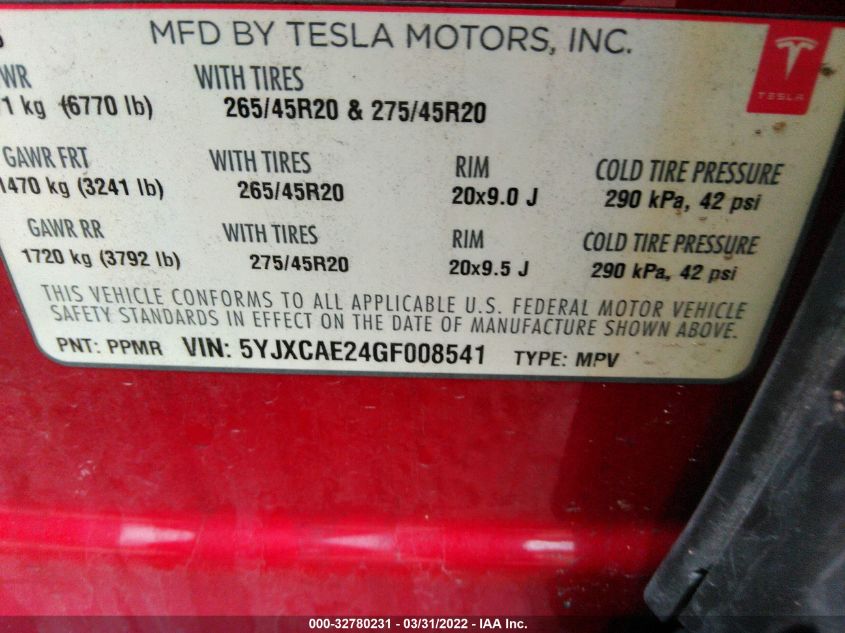 MFD BY TESLA MOTORS, INC.
TESLA
WR WITH TIRES
1 kg (6770 lb) 265/45R20 & 275/45R20
GAWR FRT WITH TIRES RIM COLD TIRE PRESSURE
1470 kg (3241 lb) 265/45R20 20x9.0 J 290 kPa, 42 psi
GAWR RR WITH TIRES RIM COLD TIRE PRESSURE
1720 kg (3792 lb) 275/45R20 20x9.5 J 290 kPa, 42 psi
THIS VEHICLE CONFORMS TO ALL APPLICABLE U.S. FEDERAL MOTOR VEHICLE
SAFETY STANDARDS IN EFFECT ON THE DATE OF MANUFACTURE SHOWN ABOVE.
PNT: PPMR VIN: 5YJXCAE24GF008541 TYPE: MPV
000-32780231 - 03/31/2022 - IAA Inc.